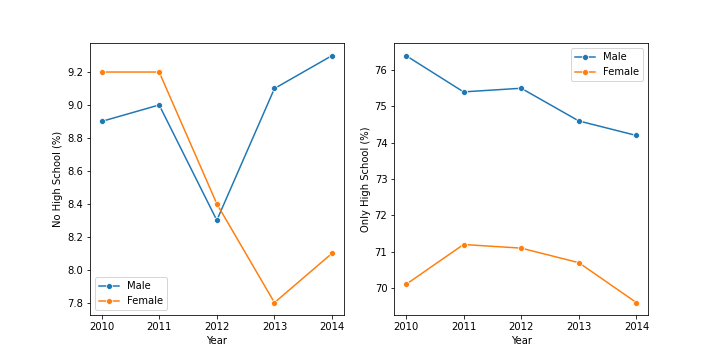 No High School (%)
9.2
9.0
8.8
8.6
8.4
8.2
8.0
7.8
Male
Female
2010 2011 2012 2013 2014
Year
Only High School (%)
76
75
74
73
72
71
70
Male
Female
2010 2011 2012 2013 2014
Year